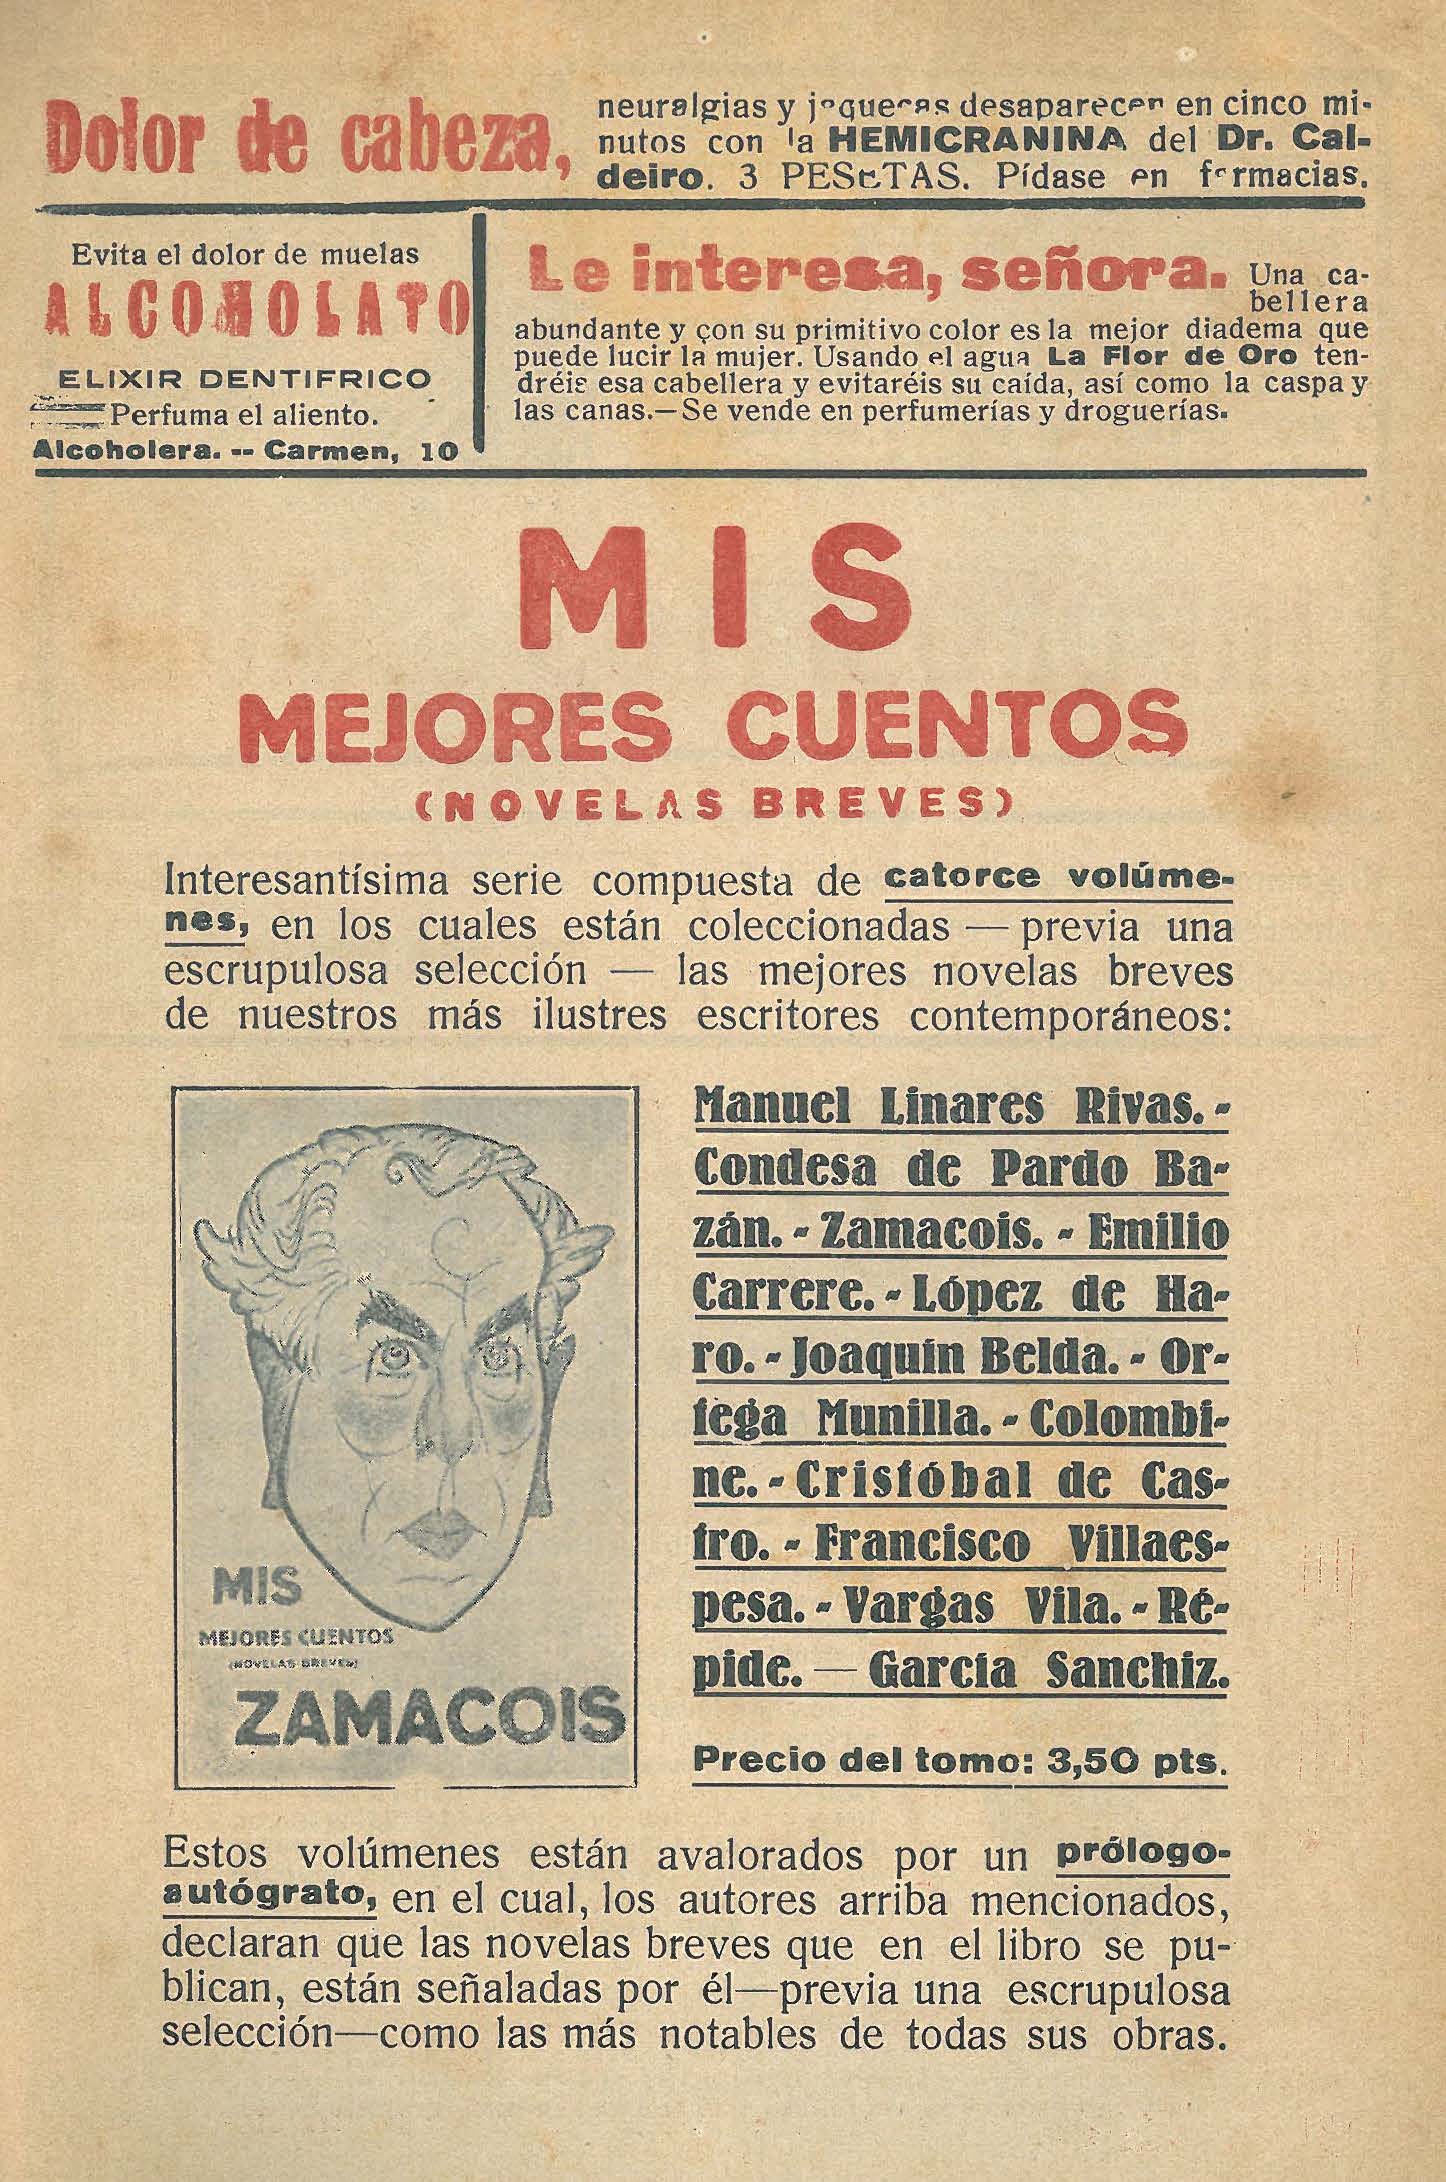 Dolor de cabeza,
neuralgias y jaquecas desaparecen en cinco mi-
nutos con la HEMICRANINA del Dr. Cal-
deiro. 3 PESETAS. Pídase en farmacias.
Evita el dolor de muelas
ALCOHOLATO
ELIXIR DENTIFRICO
Perfuma el aliento.
Alcoholera. -- Carmen, 10
Le interesa, señora. Una ca-
bellera
abundante y çon su primitivo color es la mejor diadema que
puede lucir la mujer. Usando el agua La Flor de Oro ten-
dréis esa cabellera y evitaréis su caída, así como la caspa y
las canas.—Se vende en perfumerías y droguerías.
MIS
MEJORES CUENTOS
(NOVELAS BREVES)
Interesantísima serie compuesta de catorce volúme-
nes, en los cuales están coleccionadas — previa una
escrupulosa selección — las mejores novelas breves
de nuestros más ilustres escritores contemporáneos:
MIS
MEJORES CUENTOS
(NOVELAS BREVES)
ZAMACOIS
Manuel Linares Rivas. -
Condesa de Pardo Ba-
zán. - Zamacois. - Emilio
Carrere. - López de Ha-
ro. - Joaquín Belda. - Or-
tega Munilla. - Colombi-
ne. - Cristóbal de Cas-
tro. - Francisco Villaes-
pesa. - Vargas Vila. - Ré-
pide. — García Sanchiz.
Precio del tomo: 3,50 pts.
Estos volúmenes están avalorados por un prólogo-
autógrato, en el cual, los autores arriba mencionados,
declaran que las novelas breves que en el libro se pu-
blican, están señaladas por él—previa una escrupulosa
selección—como las más notables de todas sus obras.